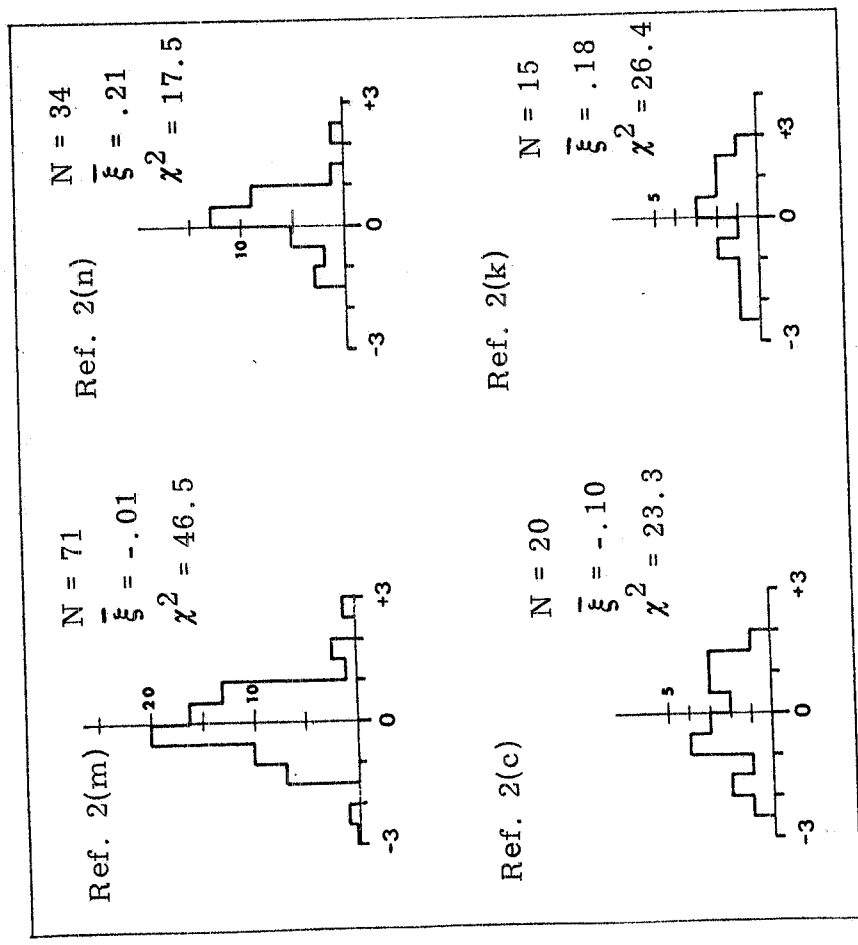 Ref. 2(m)
N = 71
ξ̄ = -.01
χ² = 46.5
20
10
-3 0 +3
Ref. 2(n)
N = 34
ξ̄ = .21
χ² = 17.5
10
-3 0 +3
Ref. 2(c)
N = 20
ξ̄ = -.10
χ² = 23.3
5
-3 0 +3
Ref. 2(k)
N = 15
ξ̄ = .18
χ² = 26.4
5
-3 0 +3